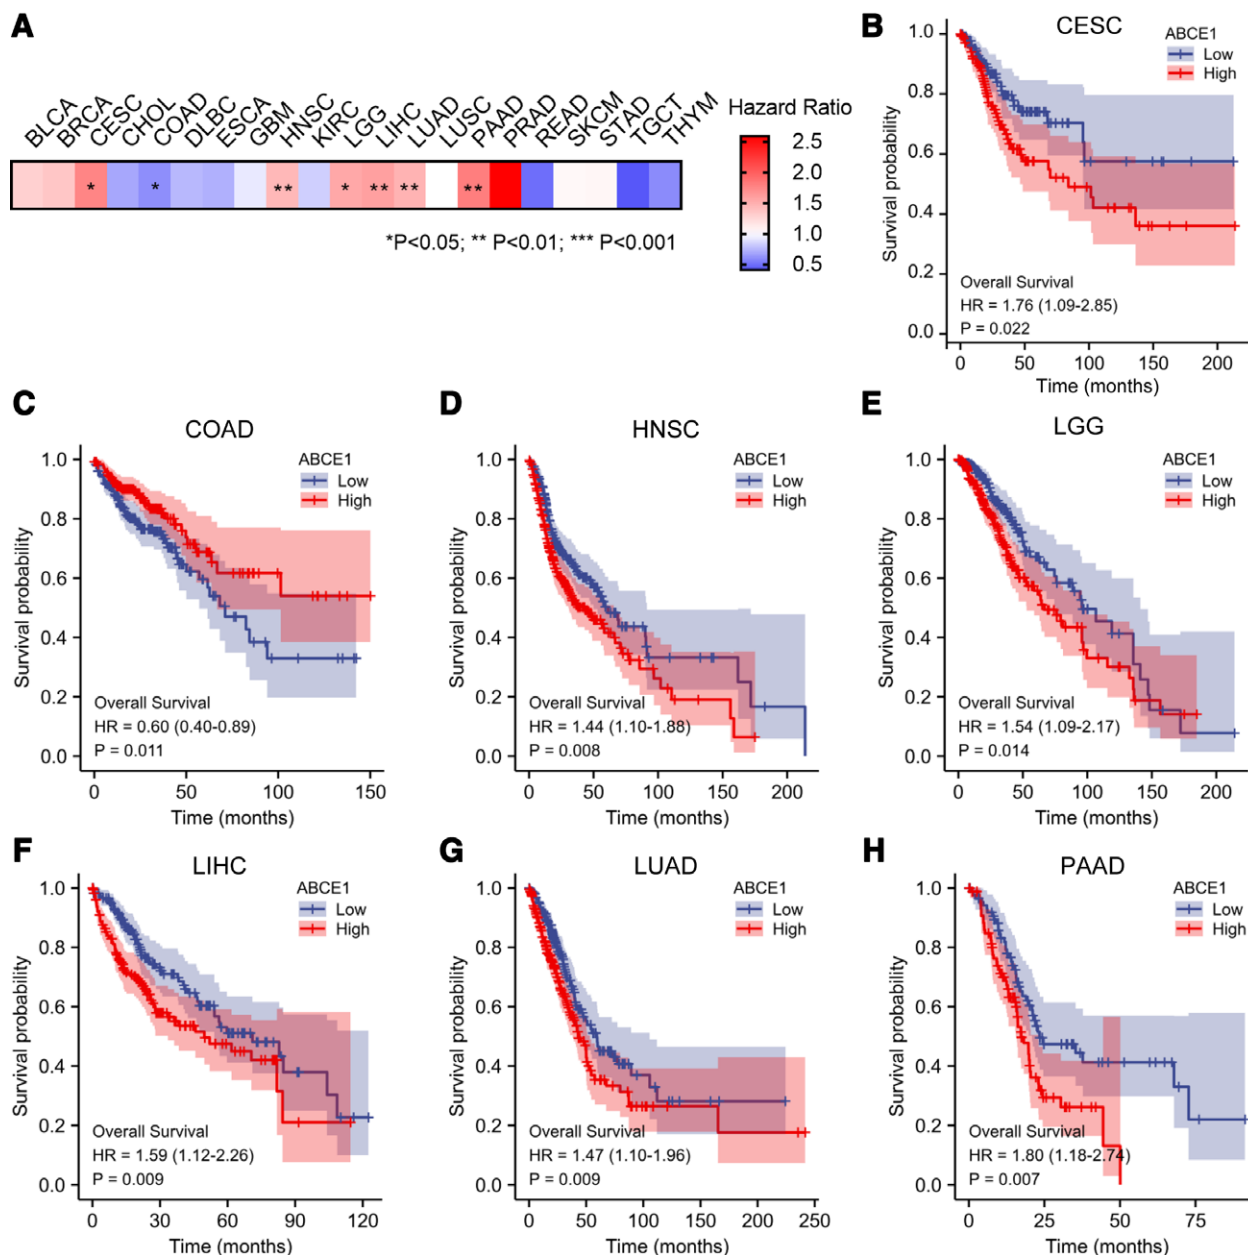 A
BLCA BRCA CESC CHOL COAD DLBC ESCA GBM HNSC KIRC LGG LIHC LUAD LUSC PAAD PRAD READ SKCM STAD TGCT THYM
* * ** * ** ** **
*P<0.05; ** P<0.01; *** P<0.001
Hazard Ratio
2.5
2.0
1.5
1.0
0.5
B
CESC
ABCE1
Low
High
Survival probability
1.0
0.8
0.6
0.4
0.2
0.0
Overall Survival
HR = 1.76 (1.09-2.85)
P = 0.022
0 50 100 150 200
Time (months)
C
COAD
ABCE1
Low
High
Survival probability
1.0
0.8
0.6
0.4
0.2
0.0
Overall Survival
HR = 0.60 (0.40-0.89)
P = 0.011
0 50 100 150
Time (months)
D
HNSC
ABCE1
Low
High
Survival probability
1.0
0.8
0.6
0.4
0.2
0.0
Overall Survival
HR = 1.44 (1.10-1.88)
P = 0.008
0 50 100 150 200
Time (months)
E
LGG
ABCE1
Low
High
Survival probability
1.0
0.8
0.6
0.4
0.2
0.0
Overall Survival
HR = 1.54 (1.09-2.17)
P = 0.014
0 50 100 150 200
Time (months)
F
LIHC
ABCE1
Low
High
Survival probability
1.0
0.8
0.6
0.4
0.2
0.0
Overall Survival
HR = 1.59 (1.12-2.26)
P = 0.009
0 30 60 90 120
Time (months)
G
LUAD
ABCE1
Low
High
Survival probability
1.0
0.8
0.6
0.4
0.2
0.0
Overall Survival
HR = 1.47 (1.10-1.96)
P = 0.009
0 50 100 150 200 250
Time (months)
H
PAAD
ABCE1
Low
High
Survival probability
1.0
0.8
0.6
0.4
0.2
0.0
Overall Survival
HR = 1.80 (1.18-2.74)
P = 0.007
0 25 50 75
Time (months)